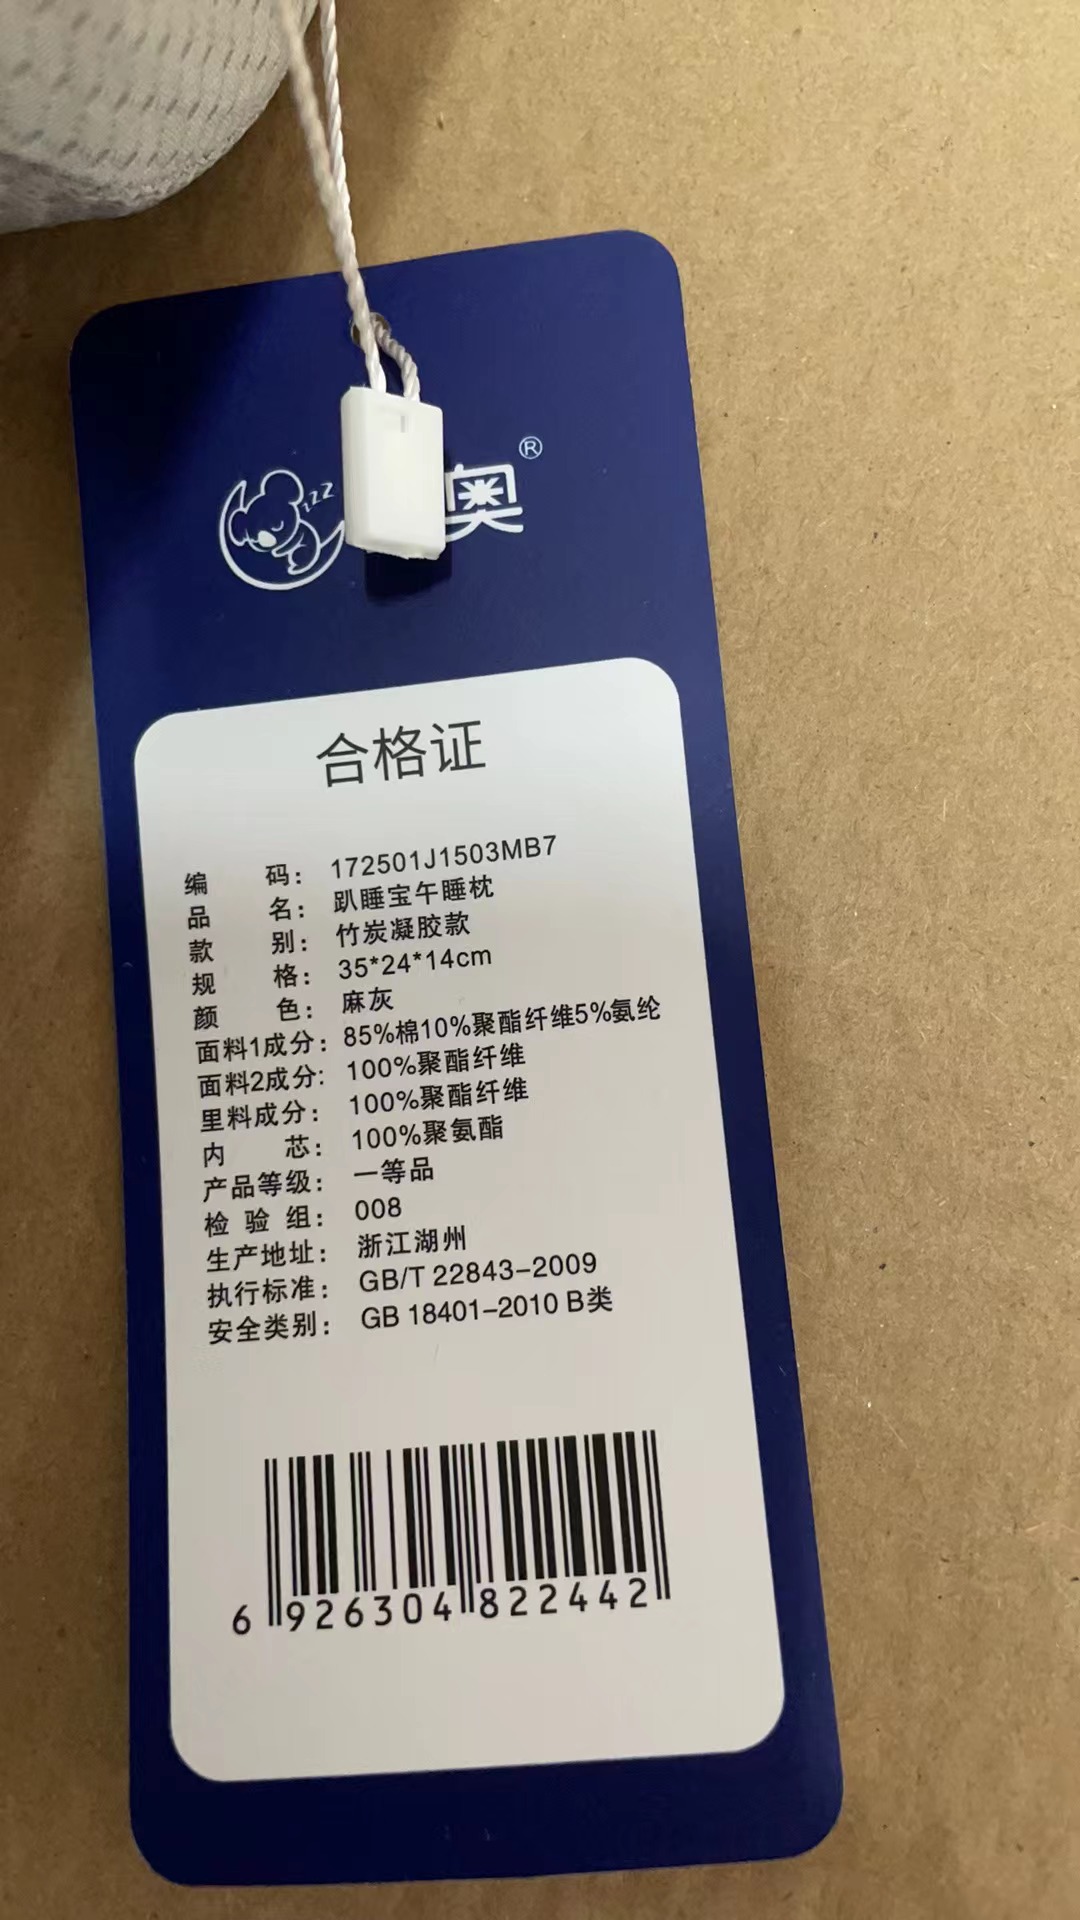 zzz
奥®
合格证
编码：172501J1503MB7
品名：趴睡宝午睡枕
款别：竹炭凝胶款
规格：35*24*14cm
颜色：麻灰
面料1成分：85%棉10%聚酯纤维5%氨纶
面料2成分：100%聚酯纤维
里料成分：100%聚酯纤维
内芯：100%聚氨酯
产品等级：一等品
检验组：008
生产地址：浙江湖州
执行标准：GB/T 22843-2009
安全类别：GB 18401-2010 B类
6 926304 822442